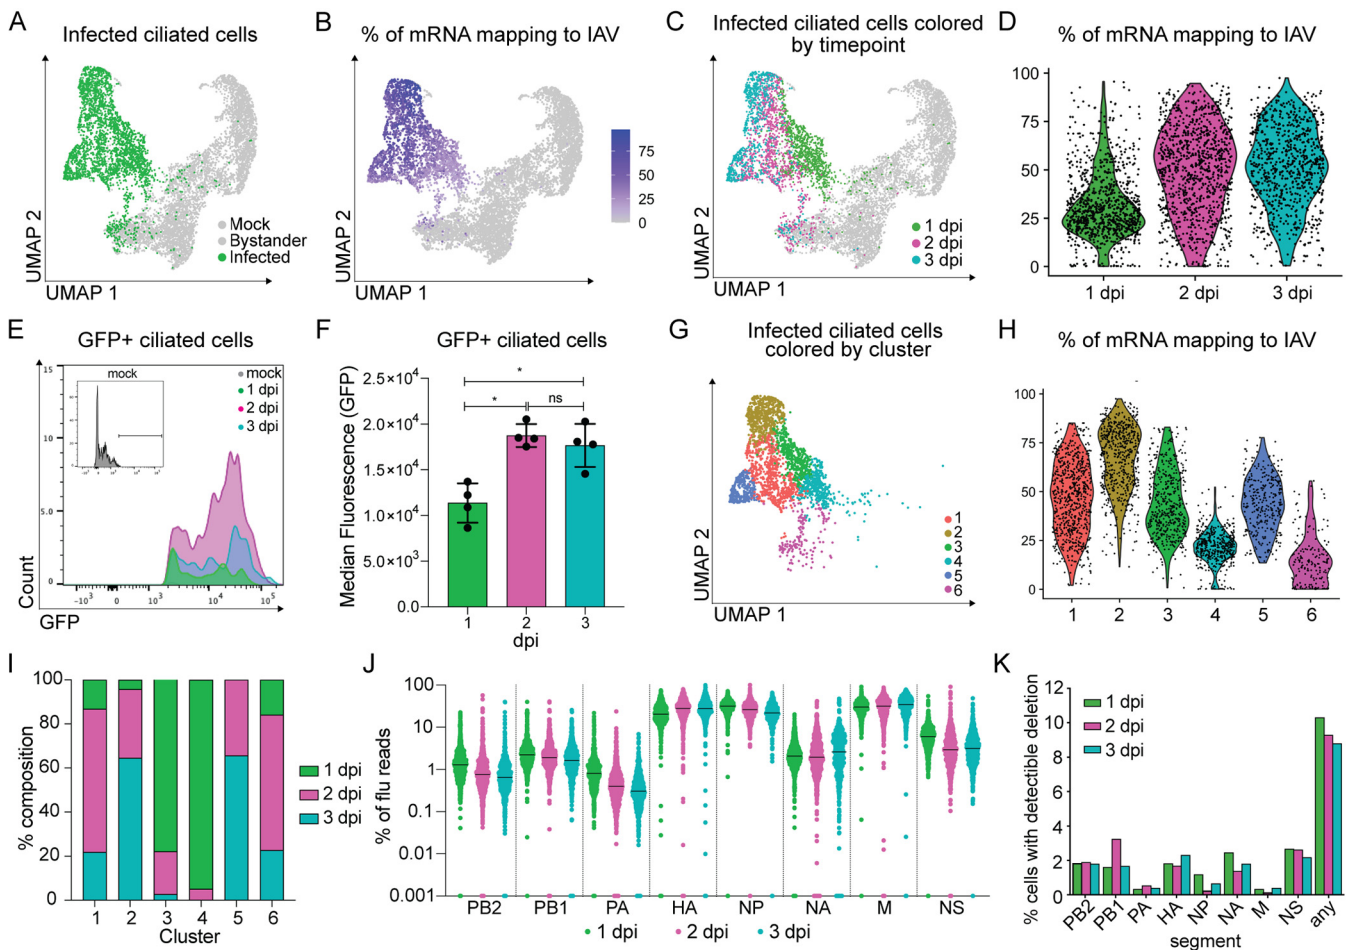 A
Infected ciliated cells
UMAP 2
UMAP 1
Mock
Bystander
Infected
B
% of mRNA mapping to IAV
UMAP 2
UMAP 1
75
50
25
0
C
Infected ciliated cells colored
by timepoint
UMAP 2
UMAP 1
1 dpi
2 dpi
3 dpi
D
% of mRNA mapping to IAV
100
75
50
25
0
1 dpi
2 dpi
3 dpi
E
GFP+ ciliated cells
15
10
5.0
0
Count
mock
mock
1 dpi
2 dpi
3 dpi
-10³
0
10³
10⁴
10⁵
GFP
F
GFP+ ciliated cells
Median Fluorescence (GFP)
2.5×10⁴
2.0×10⁴
1.5×10⁴
1.0×10⁴
5.0×10³
0.0
*
*
ns
1
2
3
dpi
G
Infected ciliated cells
colored by cluster
UMAP 2
UMAP 1
1
2
3
4
5
6
H
% of mRNA mapping to IAV
100
75
50
25
0
1
2
3
4
5
6
I
% composition
100
80
60
40
20
0
1
2
3
4
5
6
Cluster
1 dpi
2 dpi
3 dpi
J
% of flu reads
100
10
1
0.1
0.01
0.001
PB2
PB1
PA
HA
NP
NA
M
NS
1 dpi
2 dpi
3 dpi
K
% cells with detectible deletion
12
10
8
6
4
2
0
1 dpi
2 dpi
3 dpi
PB2
PB1
PA
HA
NP
NA
M
NS
any
segment